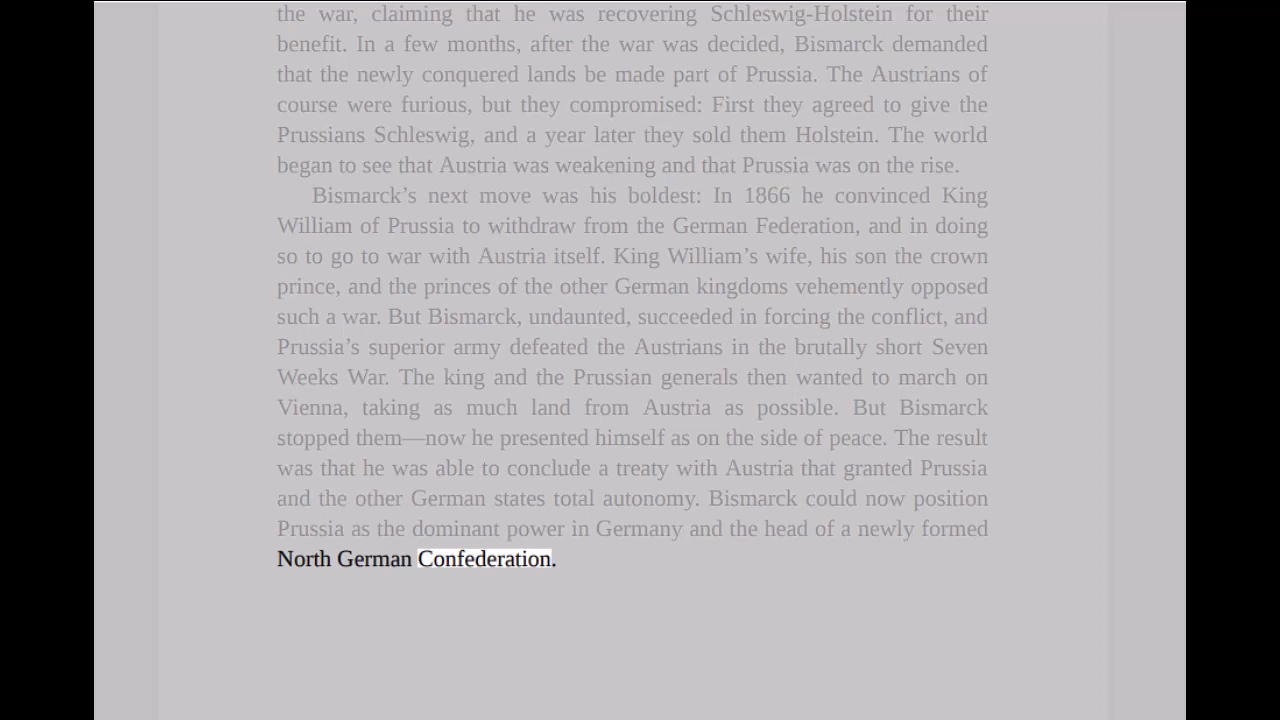 the war, claiming that he was recovering Schleswig-Holstein for their
benefit. In a few months, after the war was decided, Bismarck demanded
that the newly conquered lands be made part of Prussia. The Austrians of
course were furious, but they compromised: First they agreed to give the
Prussians Schleswig, and a year later they sold them Holstein. The world
began to see that Austria was weakening and that Prussia was on the rise.
Bismarck’s next move was his boldest: In 1866 he convinced King
William of Prussia to withdraw from the German Federation, and in doing
so to go to war with Austria itself. King William’s wife, his son the crown
prince, and the princes of the other German kingdoms vehemently opposed
such a war. But Bismarck, undaunted, succeeded in forcing the conflict, and
Prussia’s superior army defeated the Austrians in the brutally short Seven
Weeks War. The king and the Prussian generals then wanted to march on
Vienna, taking as much land from Austria as possible. But Bismarck
stopped them—now he presented himself as on the side of peace. The result
was that he was able to conclude a treaty with Austria that granted Prussia
and the other German states total autonomy. Bismarck could now position
Prussia as the dominant power in Germany and the head of a newly formed
North German Confederation.